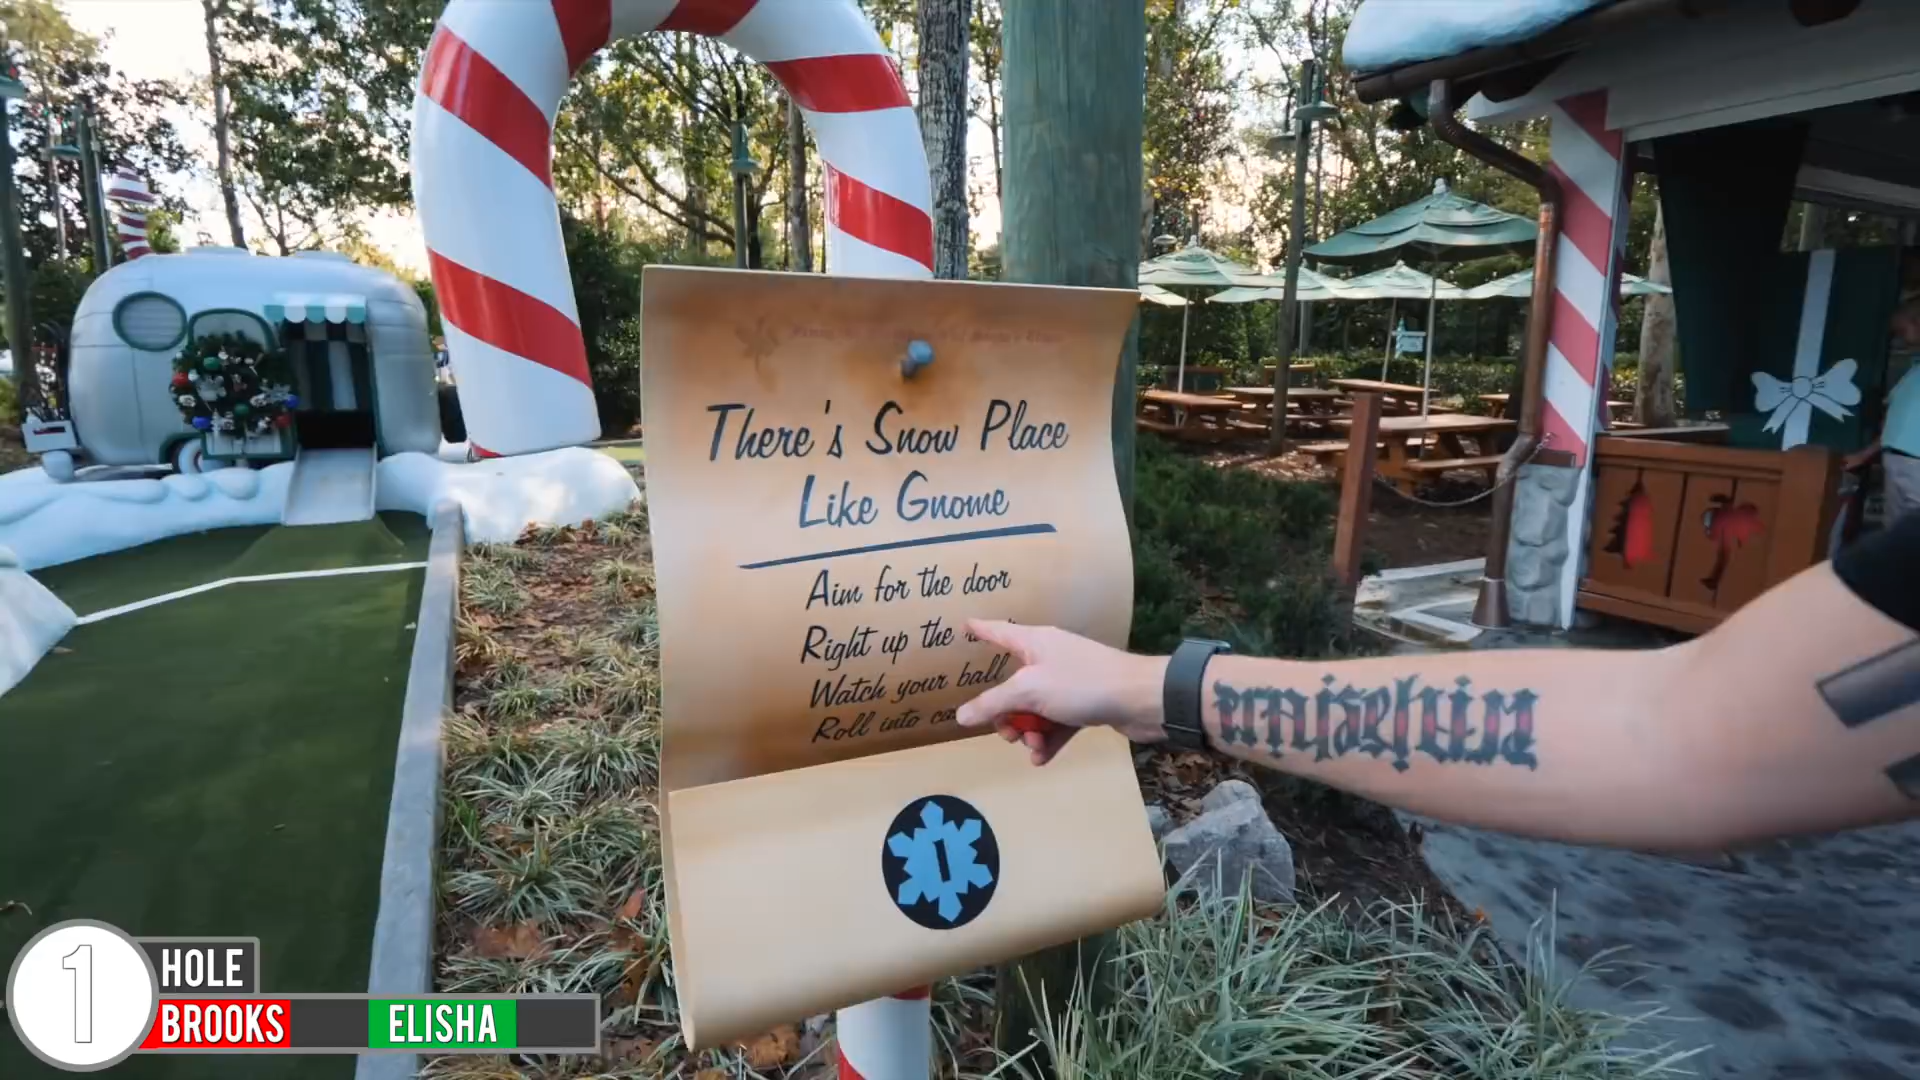 There's Snow Place
Like Gnome
Aim for the door
Right up the
Watch your ball
Roll into
1
1
HOLE
BROOKS
ELISHA